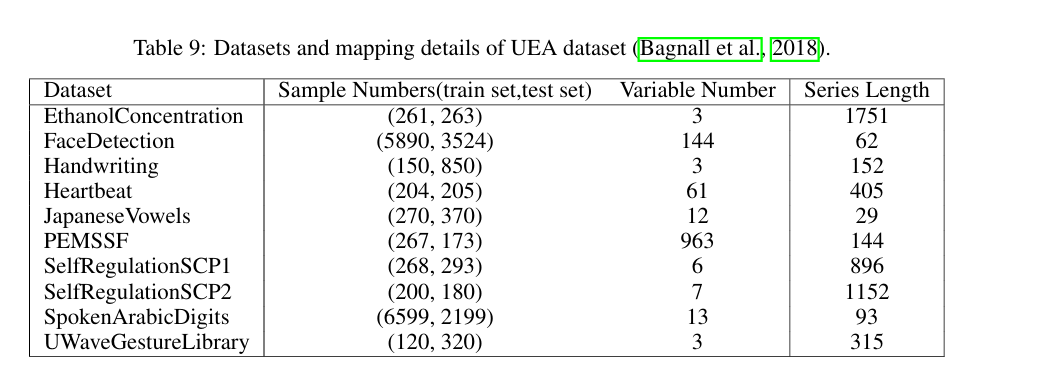 Table 9: Datasets and mapping details of UEA dataset (Bagnall et al., 2018).
Dataset Sample Numbers(train set,test set) Variable Number Series Length
EthanolConcentration (261, 263) 3 1751
FaceDetection (5890, 3524) 144 62
Handwriting (150, 850) 3 152
Heartbeat (204, 205) 61 405
JapaneseVowels (270, 370) 12 29
PEMSSF (267, 173) 963 144
SelfRegulationSCP1 (268, 293) 6 896
SelfRegulationSCP2 (200, 180) 7 1152
SpokenArabicDigits (6599, 2199) 13 93
UWaveGestureLibrary (120, 320) 3 315